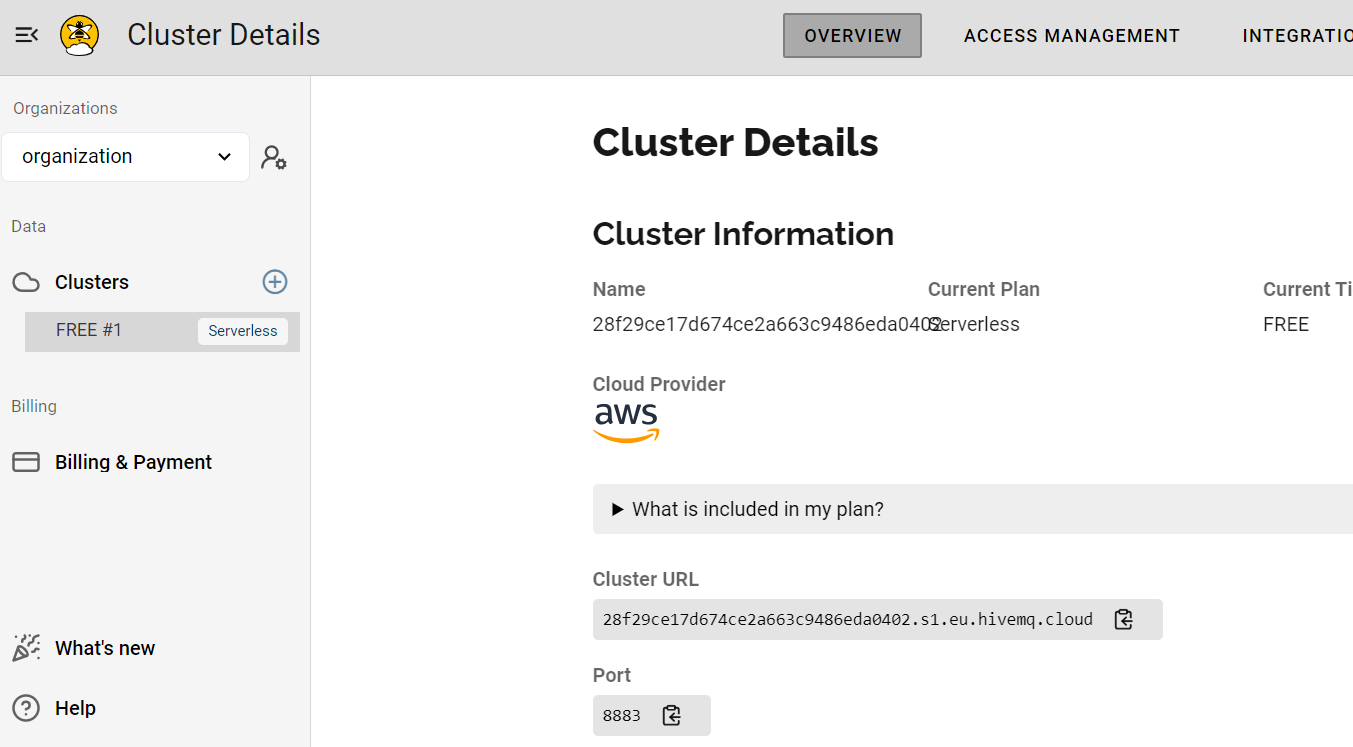 Cluster Details
OVERVIEW
ACCESS MANAGEMENT
INTEGRATIO
Organizations
organization
Data
Clusters
FREE #1
Serverless
Billing
Billing & Payment
What's new
Help
Cluster Details
Cluster Information
Name
Current Plan
Current Ti
28f29ce17d674ce2a663c9486eda0402
Serverless
FREE
Cloud Provider
aws
What is included in my plan?
Cluster URL
28f29ce17d674ce2a663c9486eda0402.s1.eu.hivemq.cloud
Port
8883